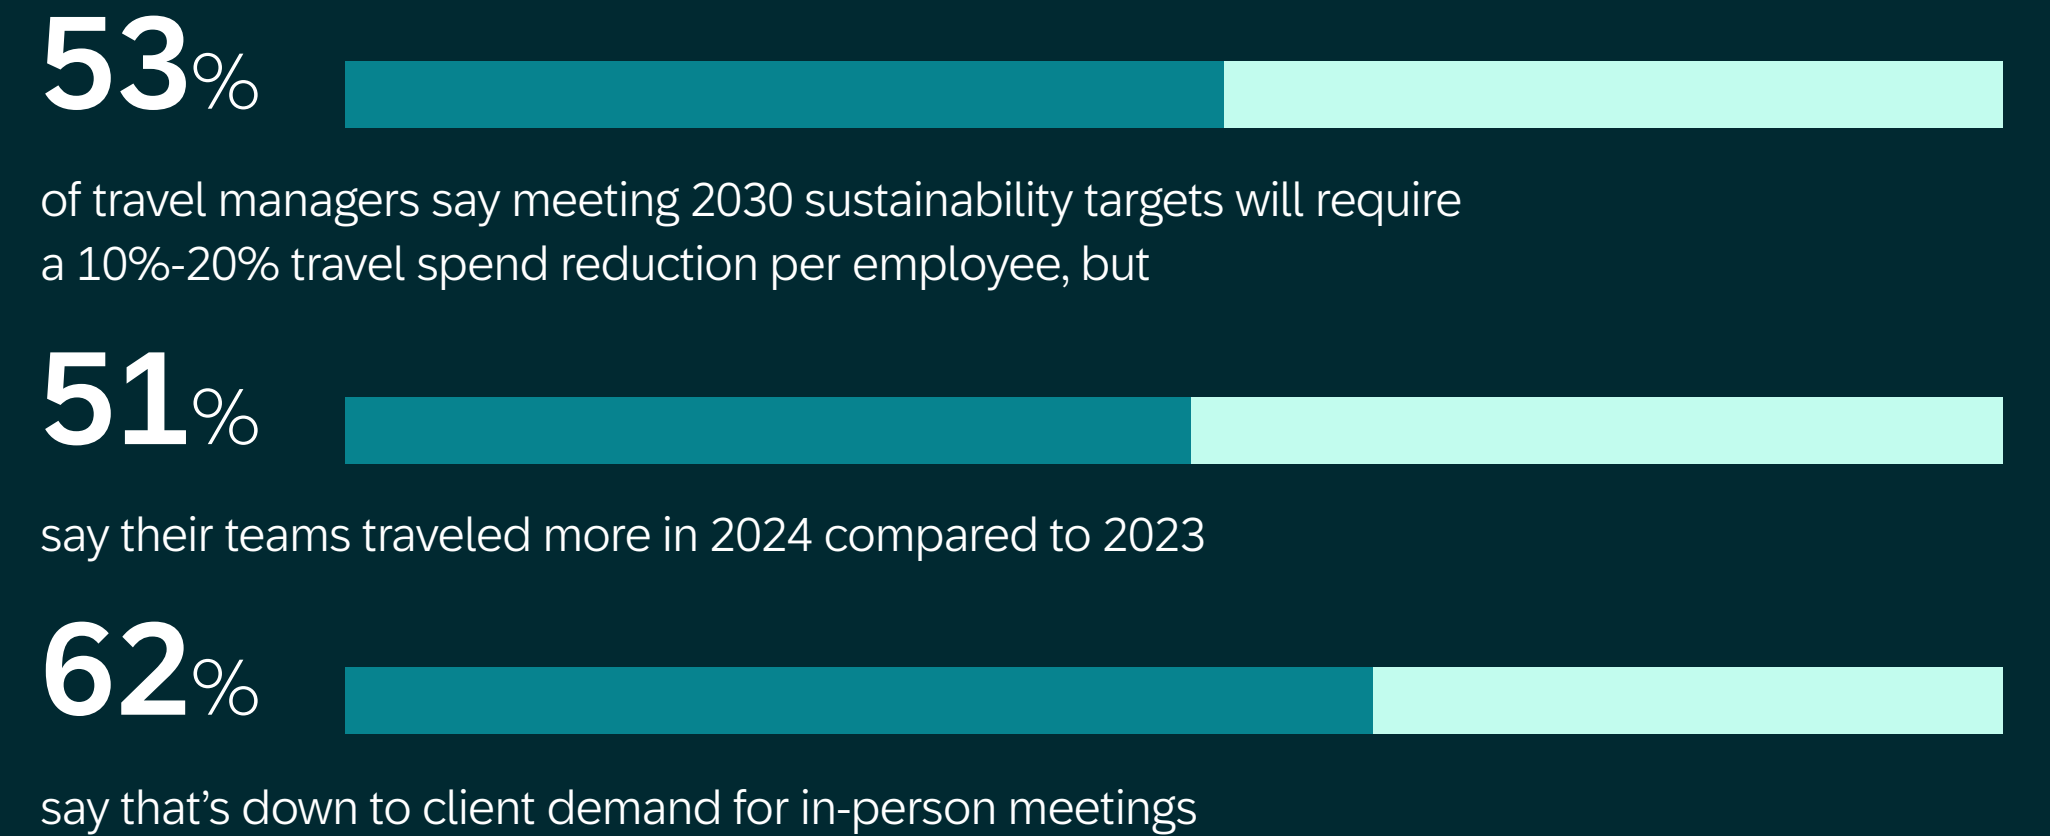 53%
of travel managers say meeting 2030 sustainability targets will require
a 10%-20% travel spend reduction per employee, but
51%
say their teams traveled more in 2024 compared to 2023
62%
say that’s down to client demand for in-person meetings